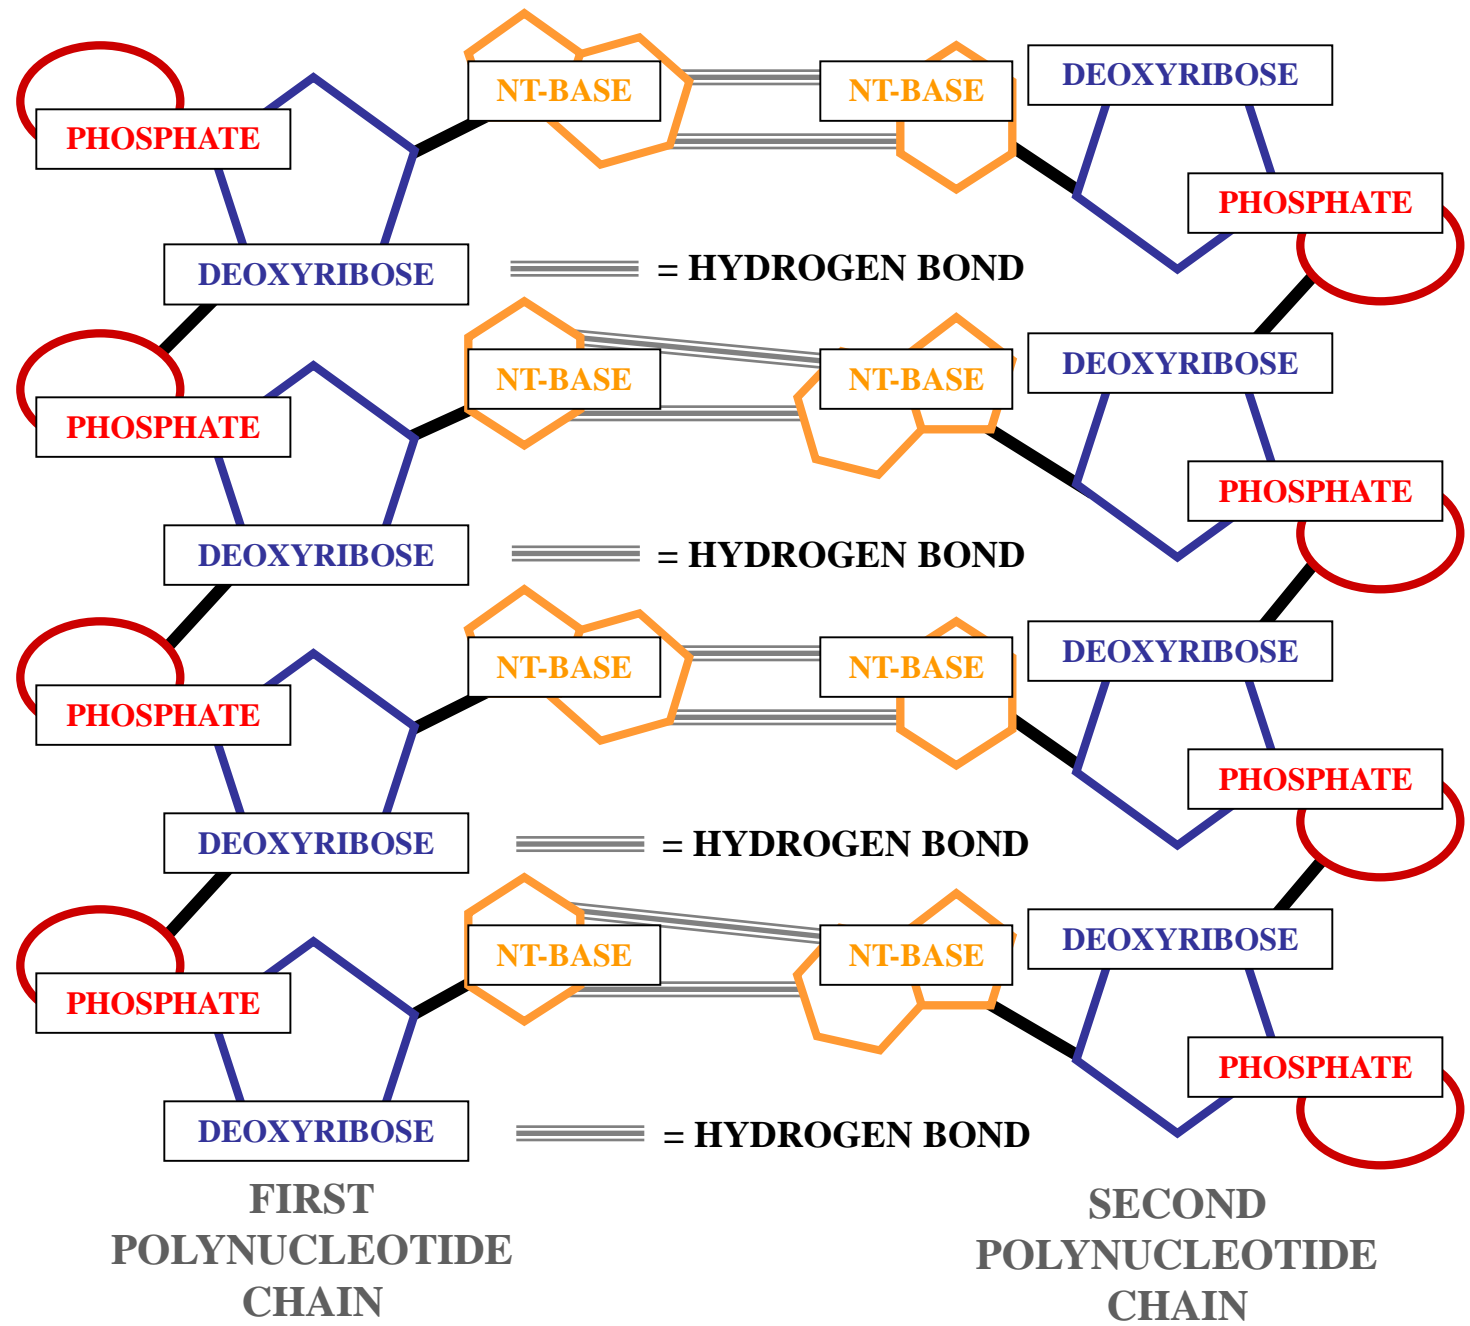 NT-BASE NT-BASE DEOXYRIBOSE
PHOSPHATE
PHOSPHATE
DEOXYRIBOSE = HYDROGEN BOND
DEOXYRIBOSE
NT-BASE NT-BASE
PHOSPHATE
PHOSPHATE
DEOXYRIBOSE = HYDROGEN BOND
DEOXYRIBOSE
NT-BASE NT-BASE
PHOSPHATE
PHOSPHATE
DEOXYRIBOSE = HYDROGEN BOND
DEOXYRIBOSE
NT-BASE NT-BASE
PHOSPHATE
PHOSPHATE
DEOXYRIBOSE = HYDROGEN BOND
FIRST
POLYNUCLEOTIDE
CHAIN
SECOND
POLYNUCLEOTIDE
CHAIN